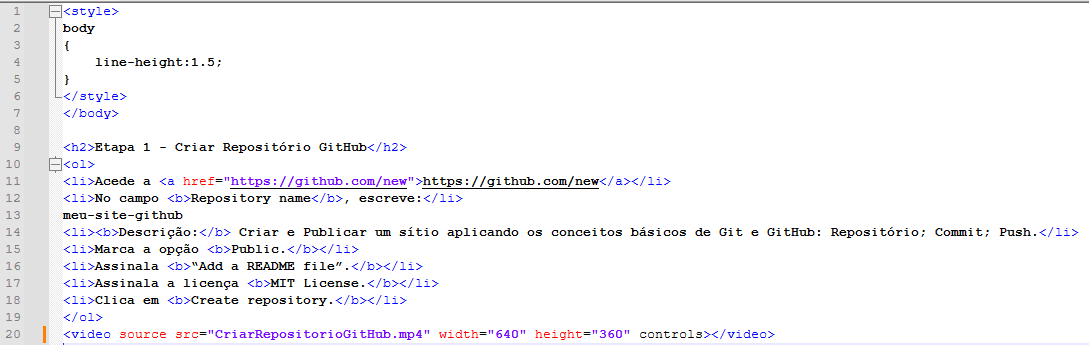 1 <style>
2 body
3 {
4     line-height:1.5;
5 }
6 </style>
7 </body>
8
9 <h2>Etapa 1 - Criar Repositório GitHub</h2>
10 <ol>
11 <li>Acede a <a href="https://github.com/new">https://github.com/new</a></li>
12 <li>No campo <b>Repository name</b>, escreve:</li>
13 meu-site-github
14 <li><b>Descrição:</b> Criar e Publicar um sítio aplicando os conceitos básicos de Git e GitHub: Repositório; Commit; Push.</li>
15 <li>Marca a opção <b>Public.</b></li>
16 <li>Assinala <b>“Add a README file”.</b></li>
17 <li>Assinala a licença <b>MIT License.</b></li>
18 <li>Clica em <b>Create repository.</b></li>
19 </ol>
20 <video source src="CriarRepositorioGitHub.mp4" width="640" height="360" controls></video>